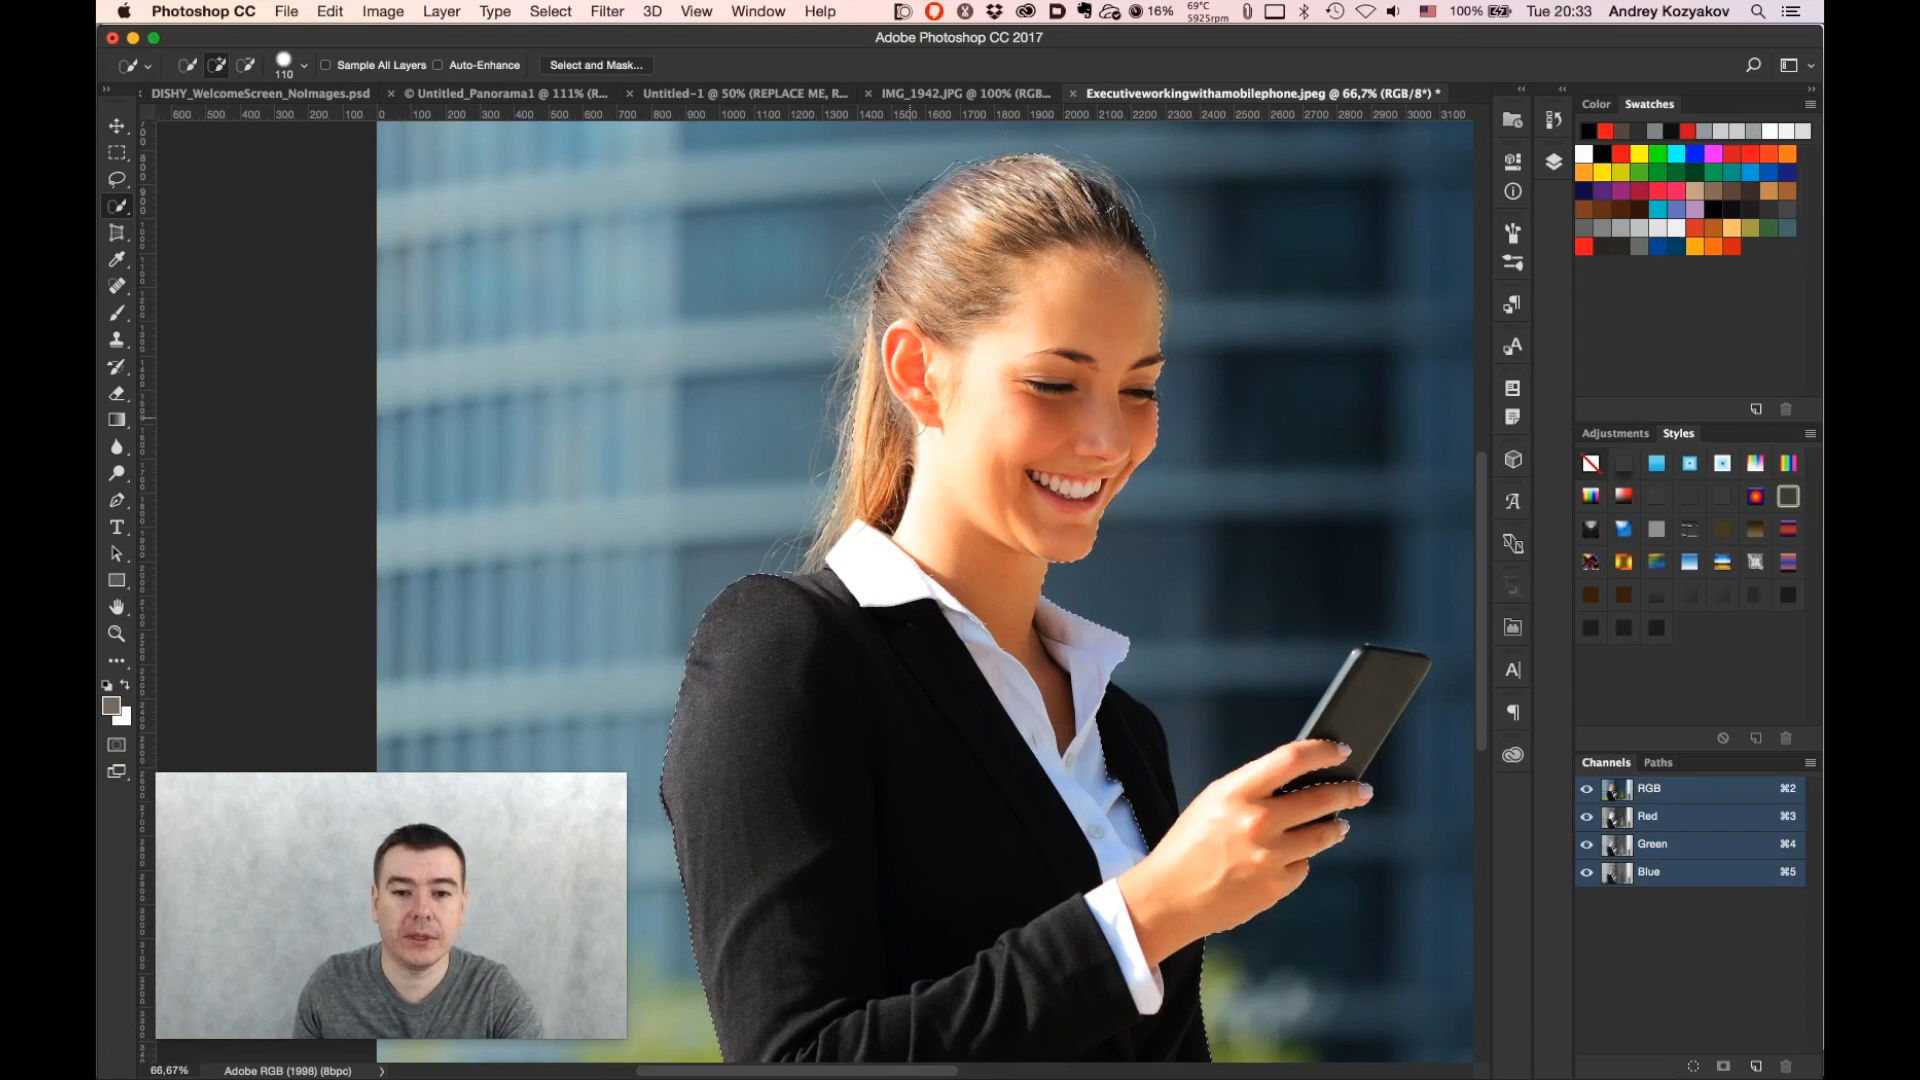 Photoshop CC File Edit Image Layer Type Select Filter 3D View Window Help 16% 69°C 5925rpm 100% Tue 20:33 Andrey Kozyakov
Adobe Photoshop CC 2017
110 Sample All Layers Auto-Enhance Select and Mask...
DISHY_WelcomeScreen_NoImages.psd × © Untitled_Panorama1 @ 111% (R... × Untitled-1 @ 50% (REPLACE ME, R... × IMG_1942.JPG @ 100% (RGB... × Executiveworkingwithamobilephone.jpeg @ 66,7% (RGB/8*) *
600 500 400 300 200 100 0 100 200 300 400 500 600 700 800 900 1000 1100 1200 1300 1400 1500 1600 1700 1800 1900 2000 2100 2200 2300 2400 2500 2600 2700 2800 2900 3000 3100
Color Swatches
Adjustments Styles
Channels Paths
RGB ⌘2
Red ⌘3
Green ⌘4
Blue ⌘5
66,67% Adobe RGB (1998) (8bpc)